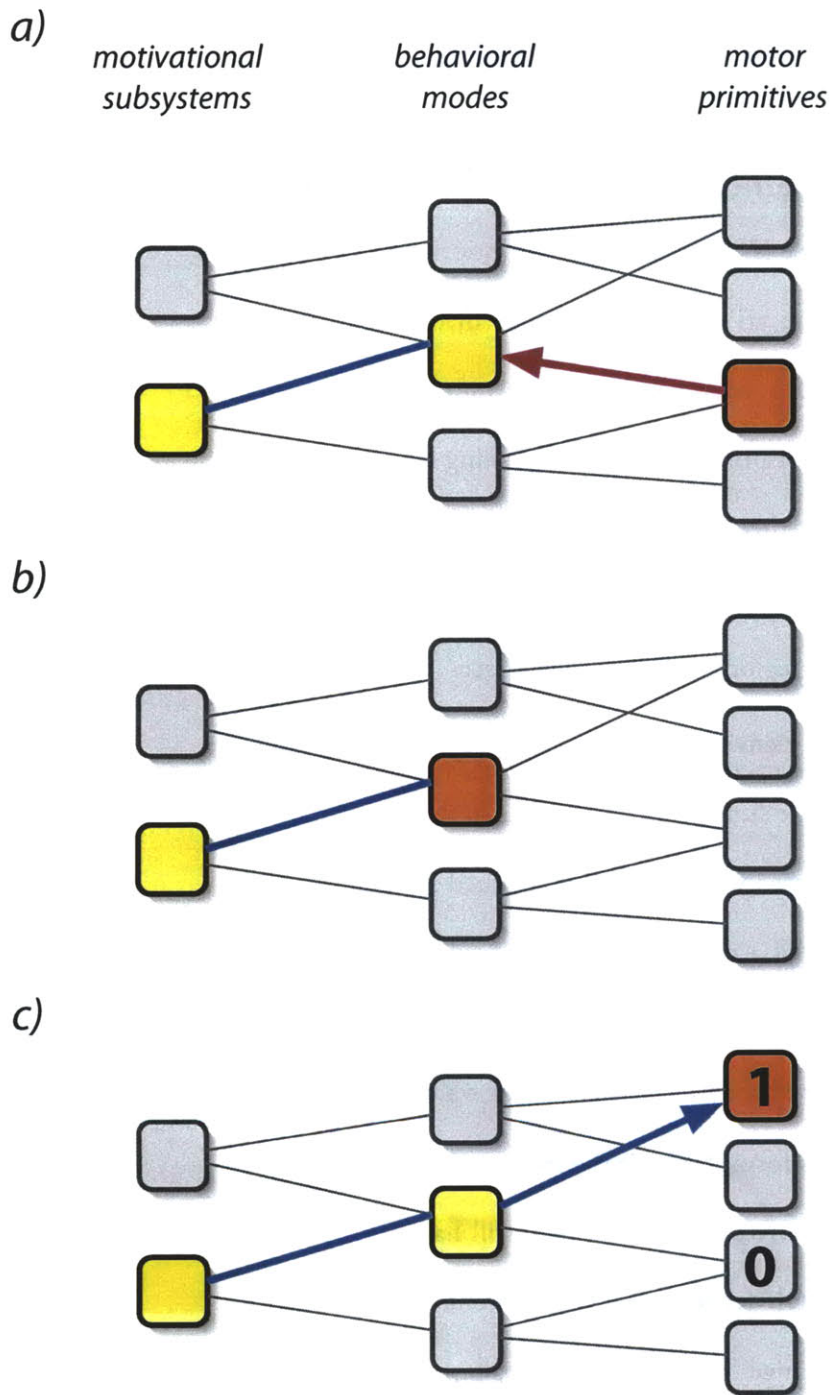 a)
motivational subsystems
behavioral modes
motor primitives
b)
c)
1
0